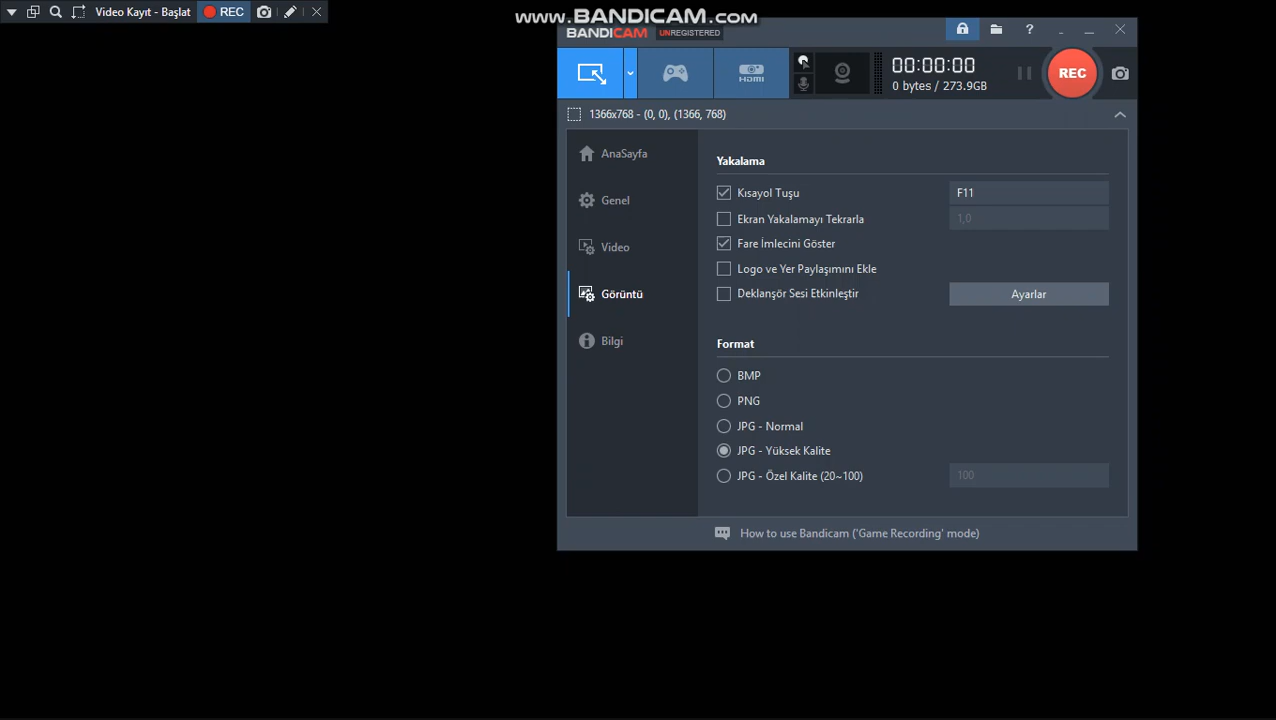 Video Kayıt - Başlat
REC
www.BANDICAM.com
BANDICAM
UNREGISTERED
HDMI
00:00:00
0 bytes / 273.9GB
REC
1366x768 - (0, 0), (1366, 768)
AnaSayfa
Genel
Video
Görüntü
Bilgi
Yakalama
Kısayol Tuşu
F11
Ekran Yakalamayı Tekrarla
1,0
Fare İmlecini Göster
Logo ve Yer Paylaşımını Ekle
Deklanşör Sesi Etkinleştir
Ayarlar
Format
BMP
PNG
JPG - Normal
JPG - Yüksek Kalite
JPG - Özel Kalite (20~100)
100
How to use Bandicam ('Game Recording' mode)